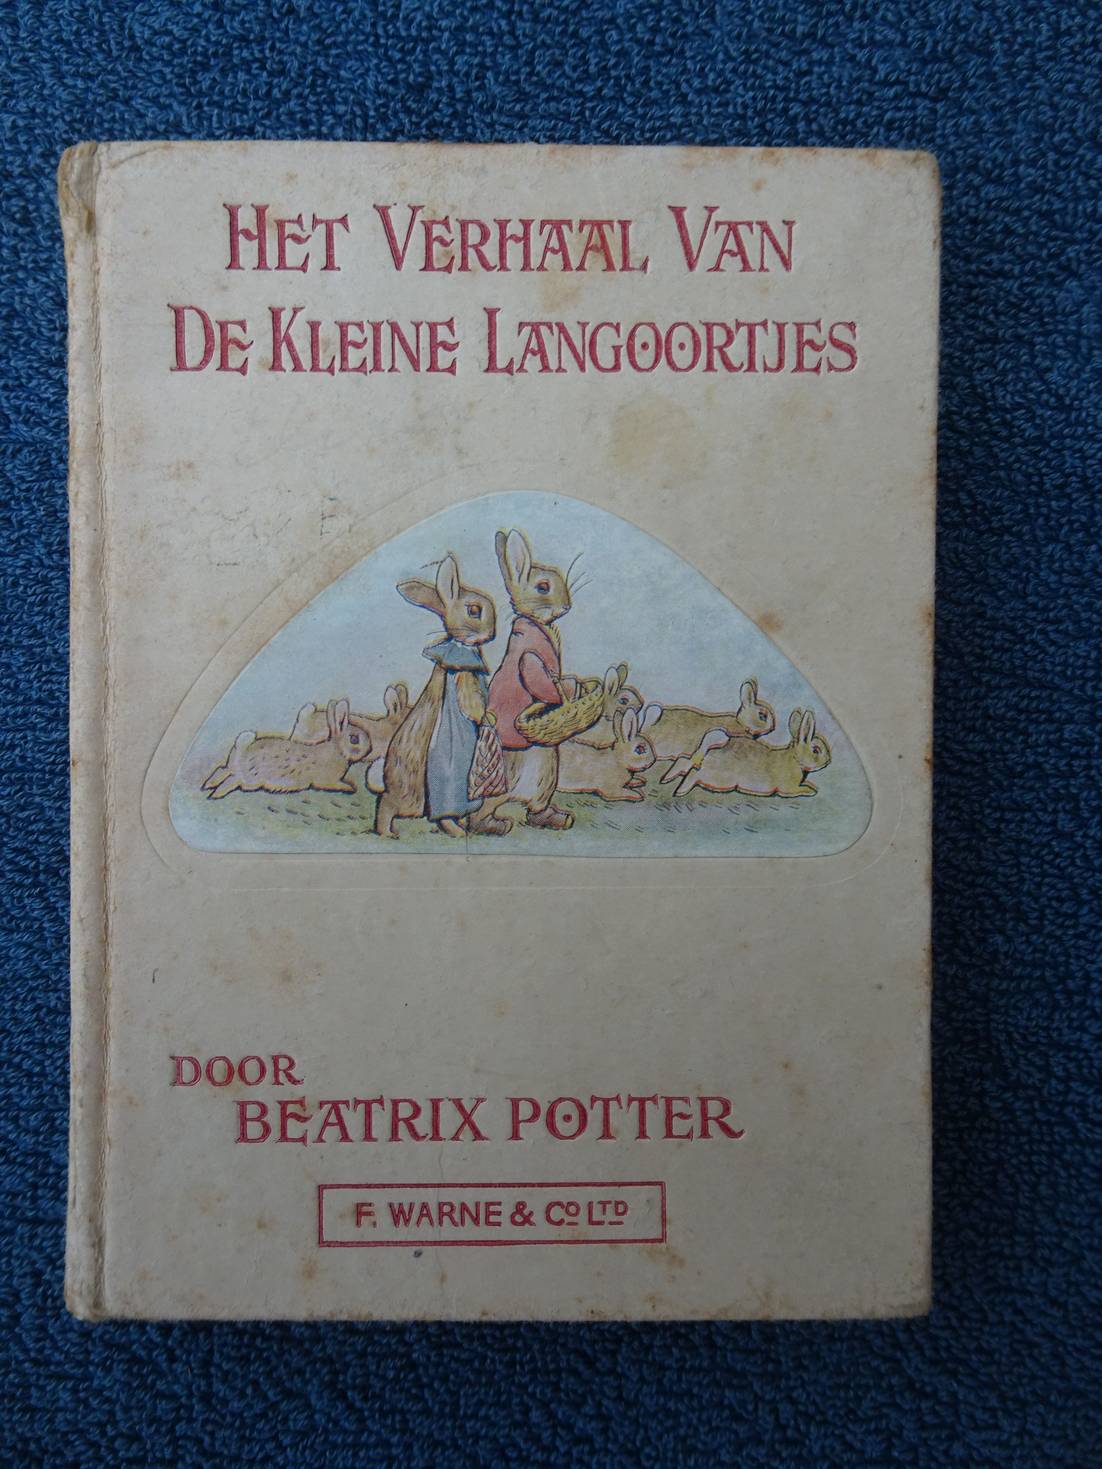 HET VERHAAL VAN
DE KLEINE LANGOORTJES
DOOR
BEATRIX POTTER
F. WARNE & Co LTD